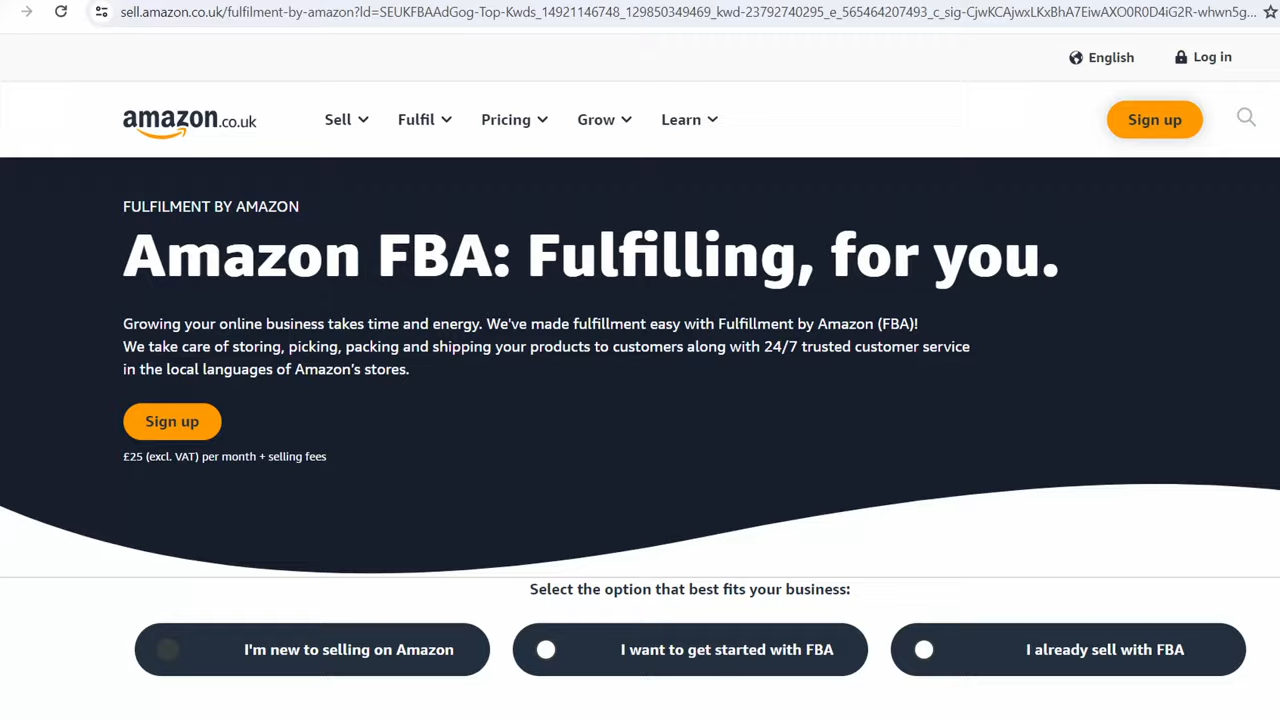 sell.amazon.co.uk/fulfilment-by-amazon?ld=SEUKFBAAdGog-Top-Kwds_14921146748_129850349469_kwd-23792740295_e_565464207493_c_sig-CjwKCAjwxLKxBhA7EiwAXO0R0D4iG2R-whwn5g...
English
Log in
amazon.co.uk
Sell
Fulfil
Pricing
Grow
Learn
Sign up
FULFILMENT BY AMAZON
Amazon FBA: Fulfilling, for you.
Growing your online business takes time and energy. We've made fulfillment easy with Fulfillment by Amazon (FBA)!
We take care of storing, picking, packing and shipping your products to customers along with 24/7 trusted customer service
in the local languages of Amazon's stores.
Sign up
£25 (excl. VAT) per month + selling fees
Select the option that best fits your business:
I'm new to selling on Amazon
I want to get started with FBA
I already sell with FBA